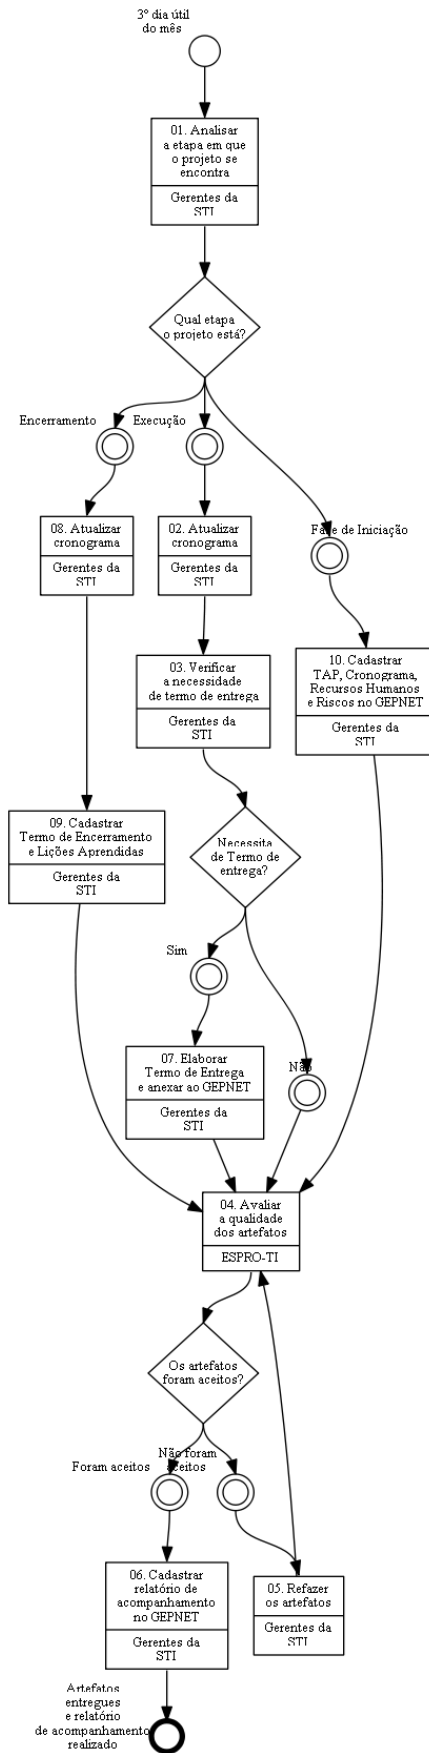 3º dia útil
do mês
01. Analisar
a etapa em que
o projeto se
encontra
Gerentes da
STI
Qual etapa
o projeto está?
Encerramento
Execução
Fase de Iniciação
08. Atualizar
cronograma
Gerentes da
STI
02. Atualizar
cronograma
Gerentes da
STI
03. Verificar
a necessidade
de termo de entrega
Gerentes da
STI
10. Cadastrar
TAP, Cronograma,
Recursos Humanos
e Riscos no GEPNET
Gerentes da
STI
09. Cadastrar
Termo de Encerramento
e Lições Aprendidas
Gerentes da
STI
Necessita
de Termo de
entrega?
Sim
Não
07. Elaborar
Termo de Entrega
e anexar ao GEPNET
Gerentes da
STI
04. Avaliar
a qualidade
dos artefatos
ESPRO-TI
Os artefatos
foram aceitos?
Foram aceitos
Não foram
aceitos
06. Cadastrar
relatório de
acompanhamento
no GEPNET
Gerentes da
STI
05. Refazer
os artefatos
Gerentes da
STI
Artefatos
entregues
e relatório
de acompanhamento
realizado